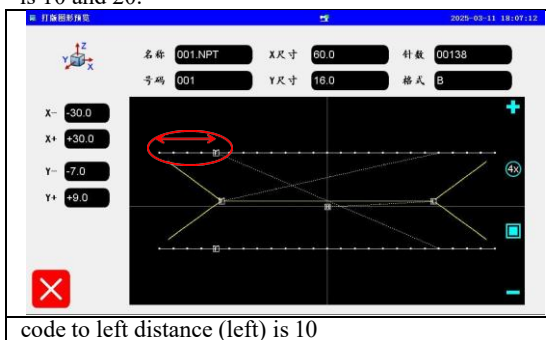 is 10 and 20.
打版图形预览 2025-03-11 18:07:12
Z
Y X
名称 001.NPT X尺寸 60.0 针数 00138
号码 001 Y尺寸 16.0 格式 B
X- -30.0
X+ +30.0
Y- -7.0
Y+ +9.0
4X
code to left distance (left) is 10